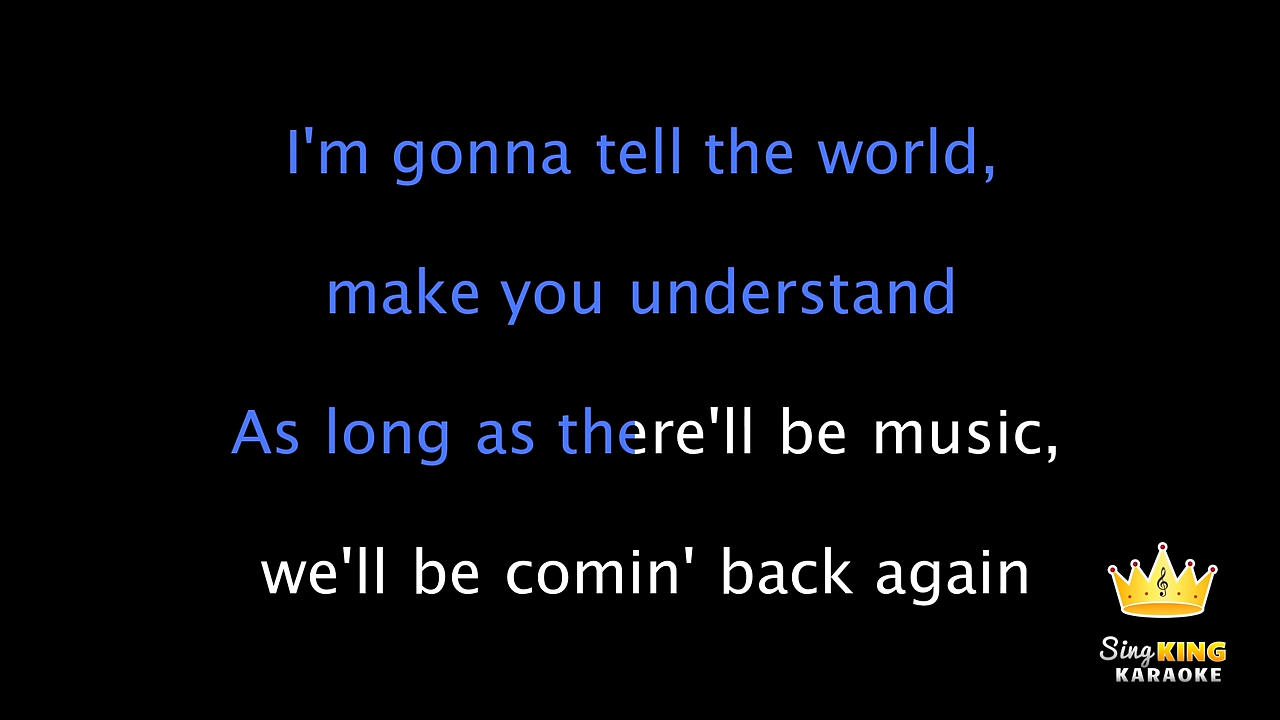 I'm gonna tell the world,
make you understand
As long as there'll be music,
we'll be comin' back again
Sing KING
KARAOKE